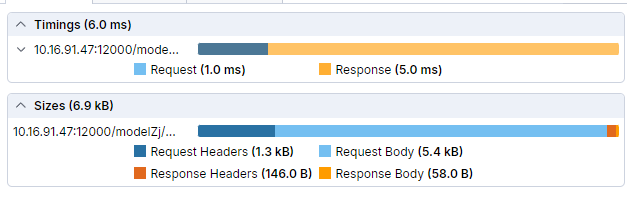 Timings (6.0 ms)
10.16.91.47:12000/mode...
Request (1.0 ms) Response (5.0 ms)
Sizes (6.9 kB)
10.16.91.47:12000/modelZj/...
Request Headers (1.3 kB) Request Body (5.4 kB)
Response Headers (146.0 B) Response Body (58.0 B)